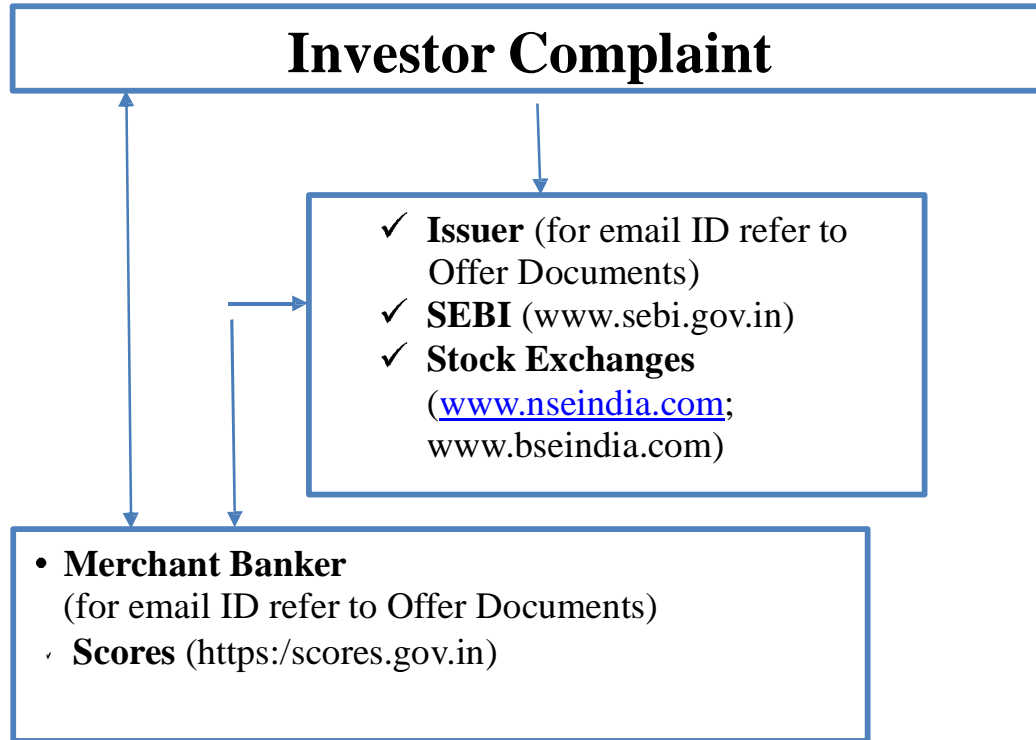 Investor Complaint
✓ Issuer (for email ID refer to
Offer Documents)
✓ SEBI (www.sebi.gov.in)
✓ Stock Exchanges
(www.nseindia.com;
www.bseindia.com)
• Merchant Banker
(for email ID refer to Offer Documents)
✓ Scores (https:/scores.gov.in)